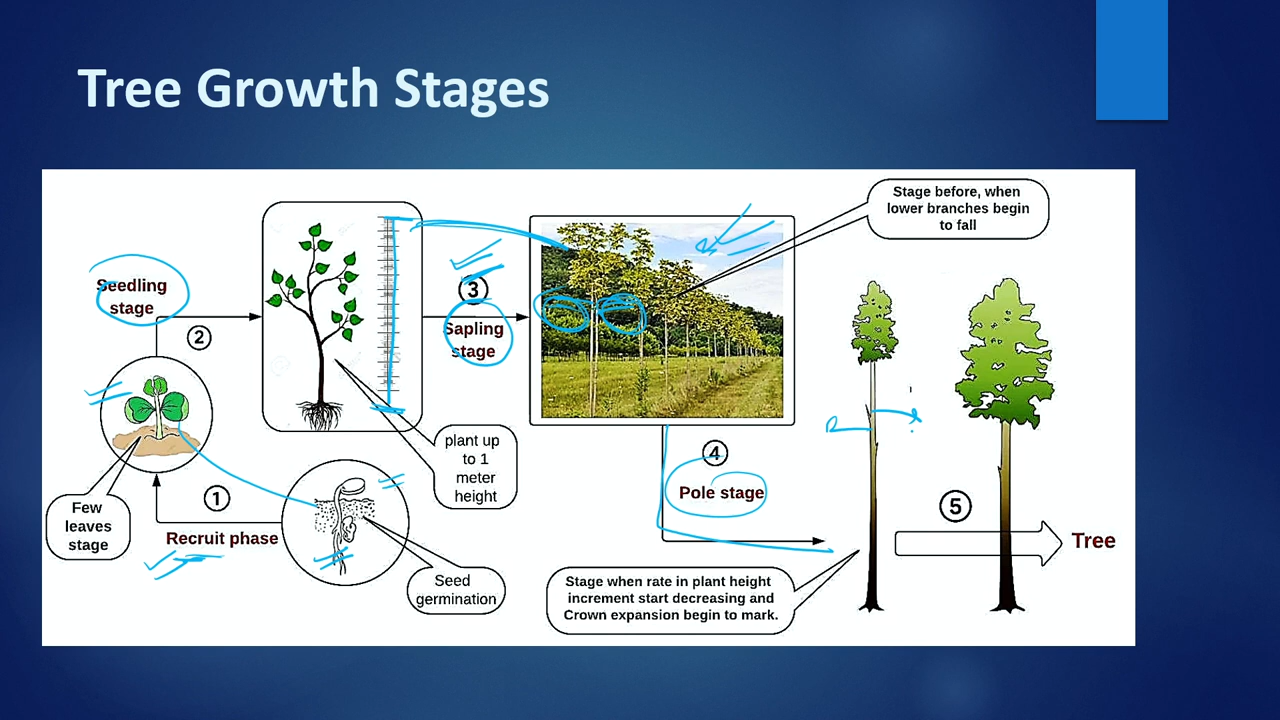 Tree Growth Stages
Stage before, when
lower branches begin
to fall
Seedling
stage
2
3
Sapling
stage
plant up
to 1
meter
height
4
Pole stage
Few
leaves
stage
1
Recruit phase
Seed
germination
Stage when rate in plant height
increment start decreasing and
Crown expansion begin to mark.
5
Tree